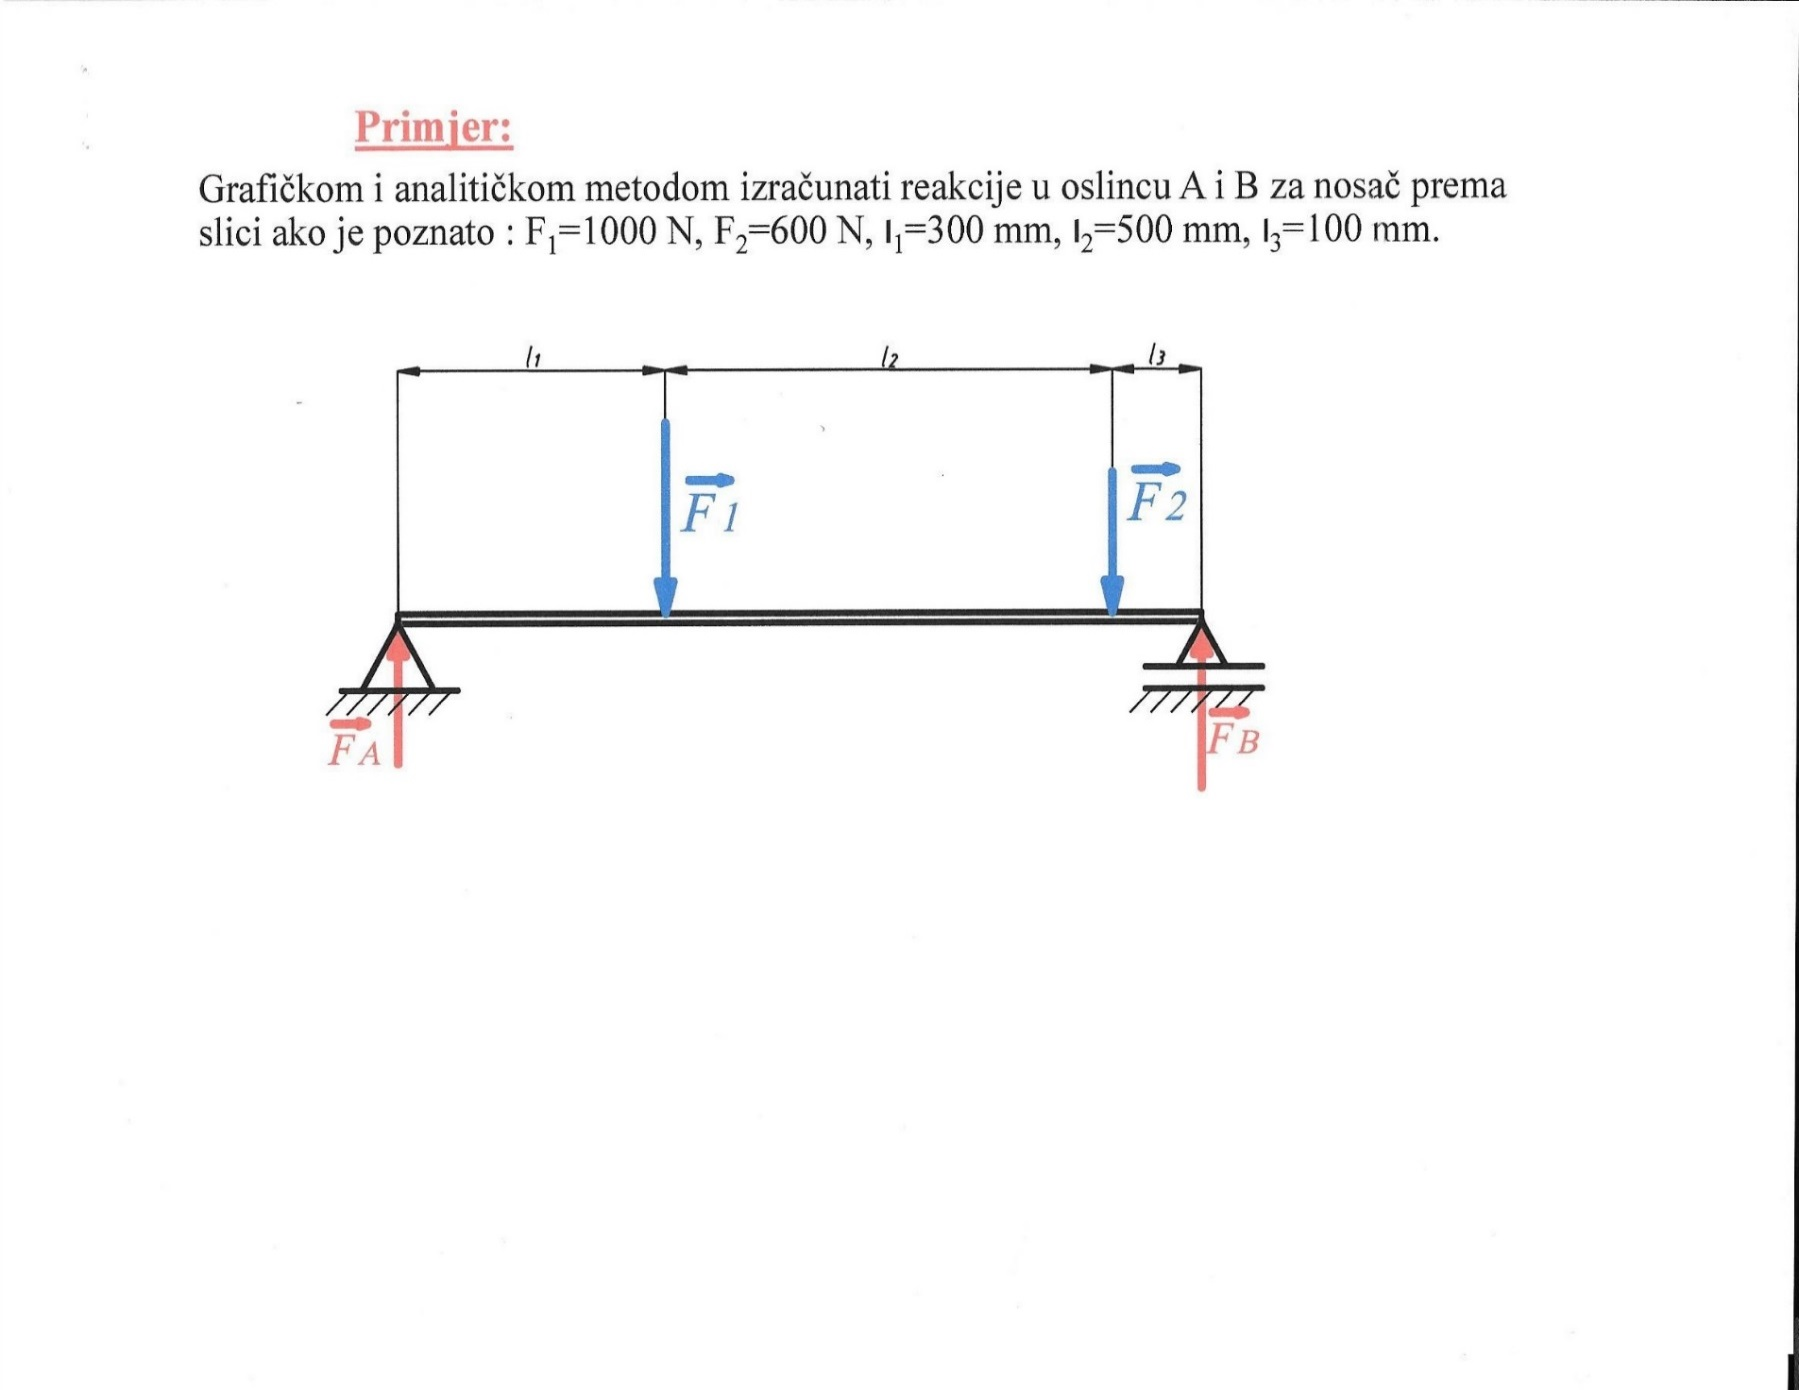 Primjer:
Grafičkom i analitičkom metodom izračunati reakcije u oslincu A i B za nosač prema
slici ako je poznato : F₁=1000 N, F₂=600 N, l₁=300 mm, l₂=500 mm, l₃=100 mm.
l1 l2 l3
F1 F2
FA FB